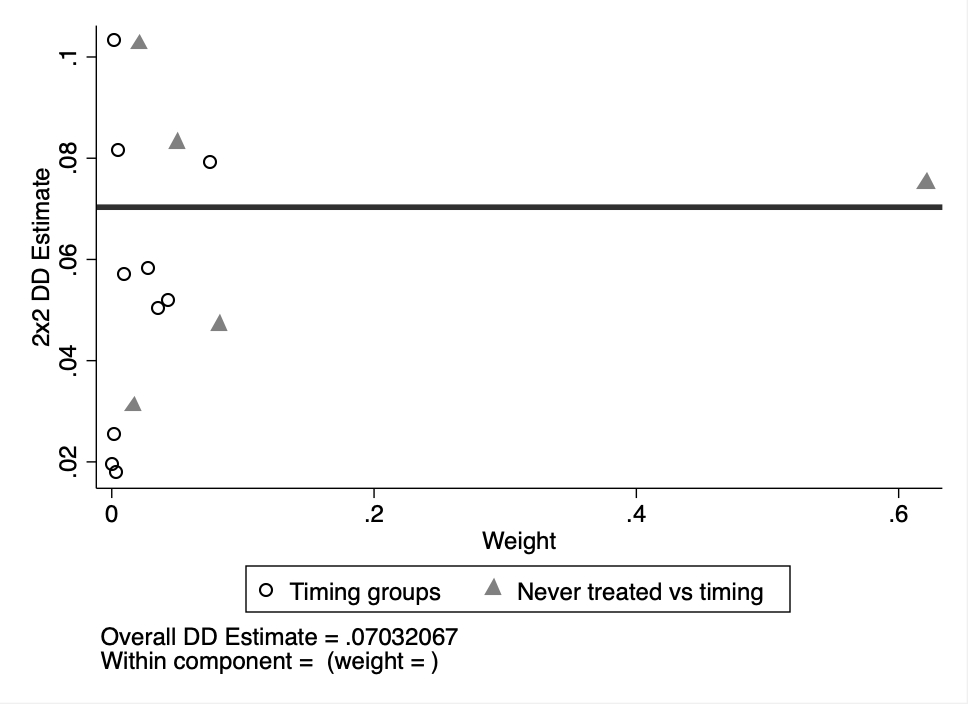 .1
.08
.06
.04
.02
2x2 DD Estimate
0 .2 .4 .6
Weight
Timing groups Never treated vs timing
Overall DD Estimate = .07032067
Within component = (weight = )